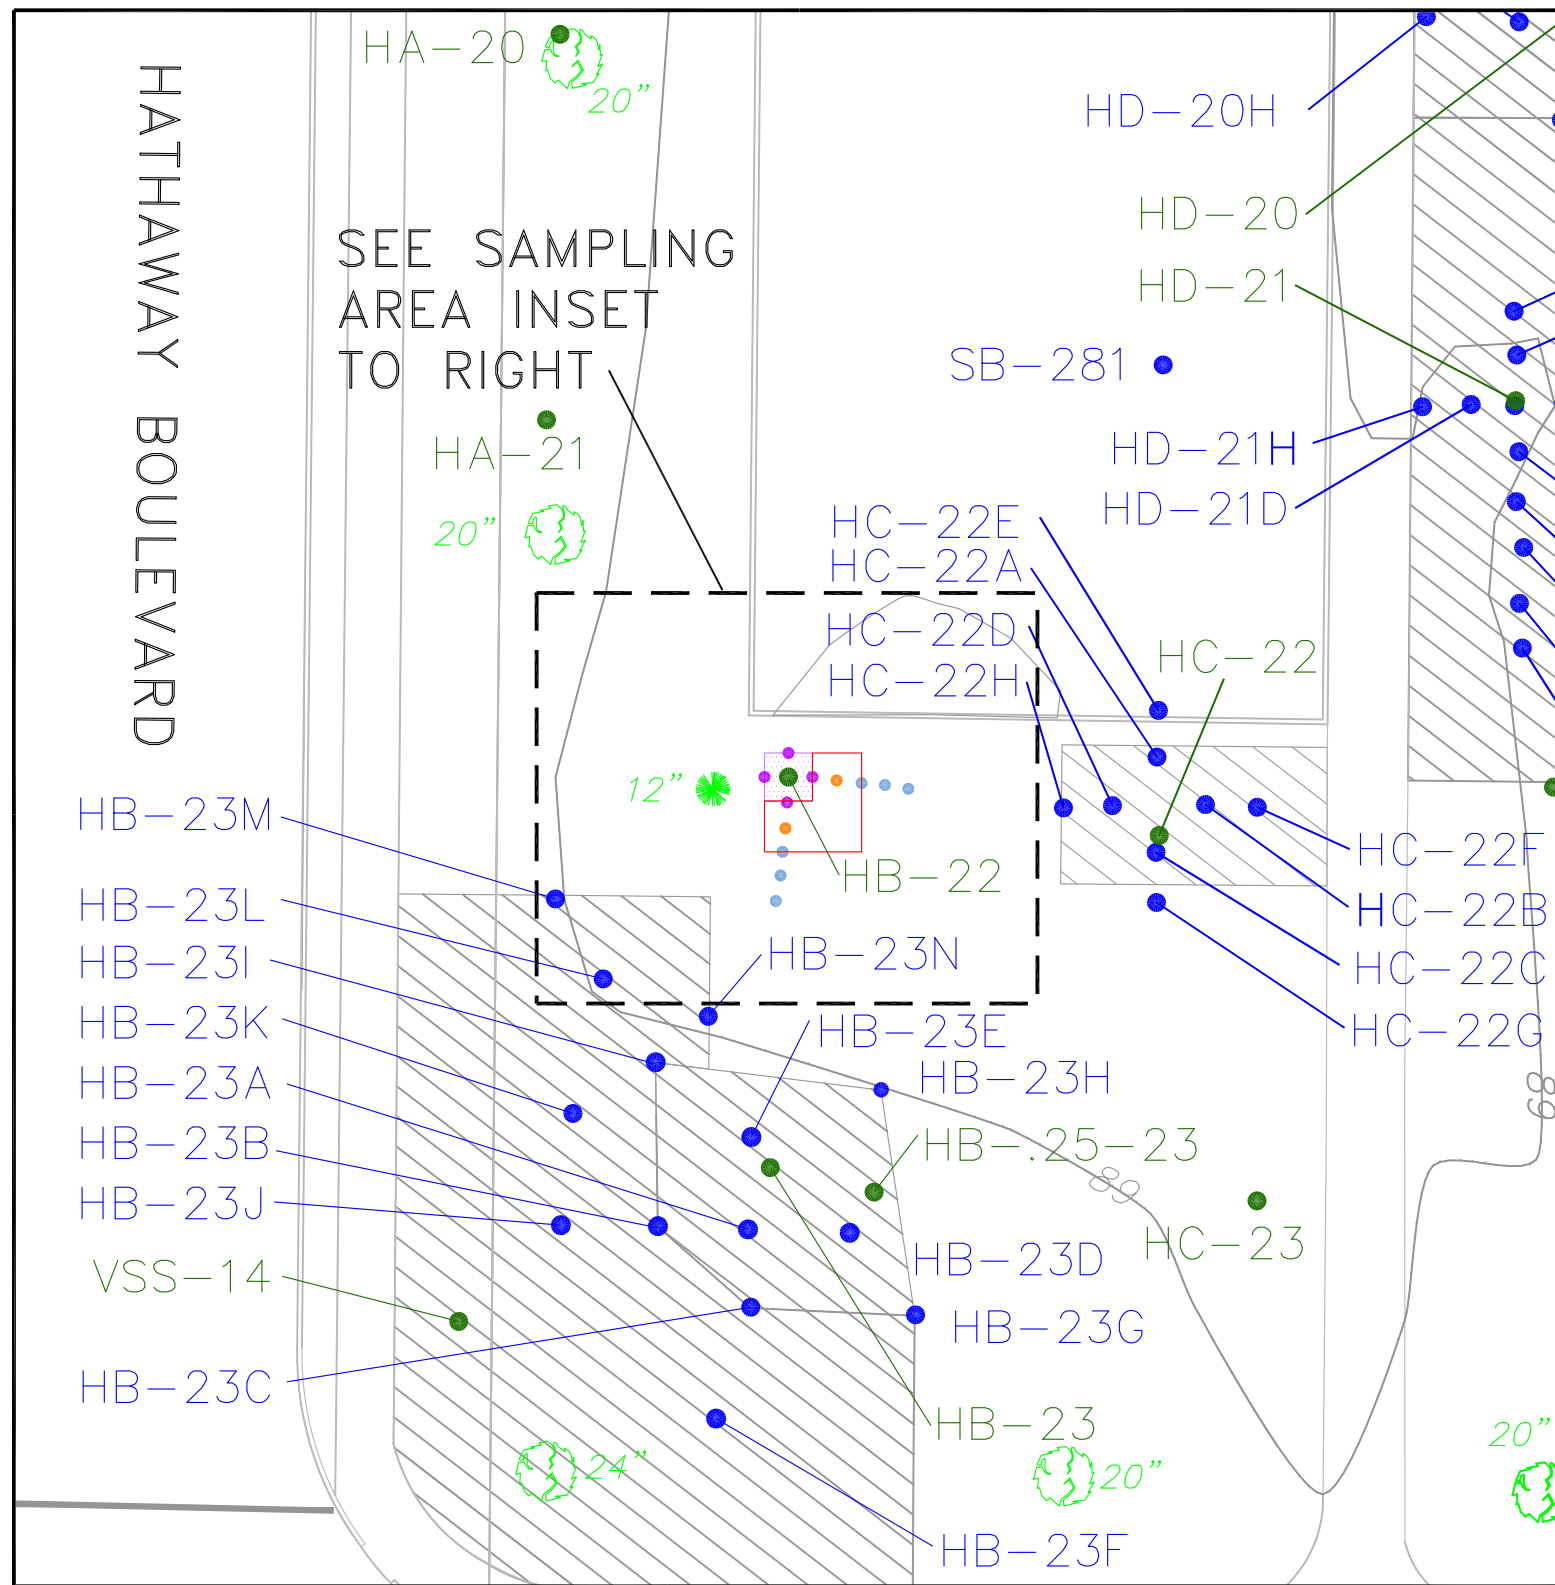 HATHAWAY BOULEVARD
HA-20
20"
SEE SAMPLING
AREA INSET
TO RIGHT
HD-20H
HD-20
HD-21
SB-281
HA-21
HD-21H
HD-21D
20"
HC-22E
HC-22A
HC-22D
HC-22H
HC-22
12"
HB-23M
HB-22
HC-22F
HB-23L
HC-22B
HB-23I
HB-23N
HC-22C
HB-23K
HB-23E
HC-22G
HB-23A
HB-23H
68
HB-23B
HB-.25-23
HB-23J
68
VSS-14
HB-23D
HC-23
HB-23C
HB-23G
HB-23
24"
20"
20"
HB-23F